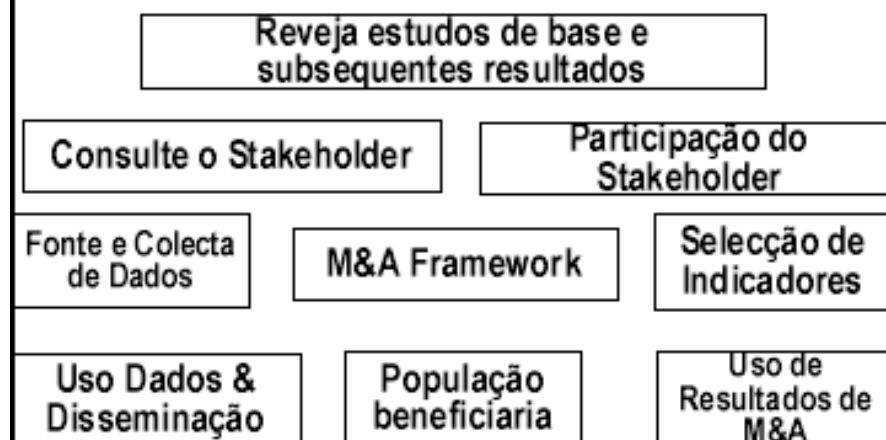 Reveja estudos de base e
subsequentes resultados
Consulte o Stakeholder
Participação do
Stakeholder
Fonte e Colecta
de Dados
M&A Framework
Selecção de
Indicadores
Uso Dados &
Disseminação
População
beneficiaria
Uso de
Resultados de
M&A